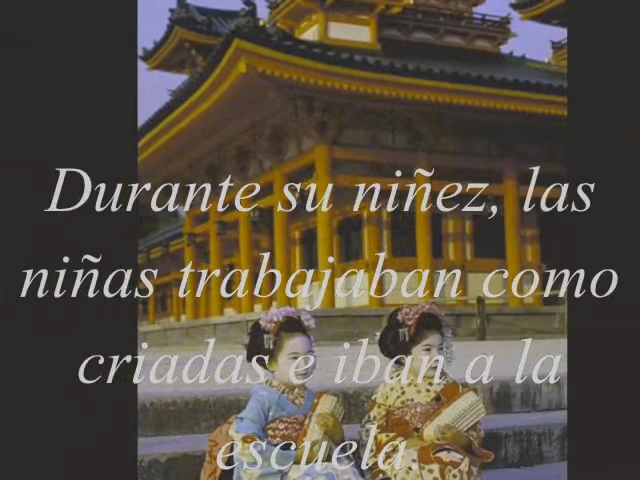 Durante su niñez, las
niñas trabajaban como
criadas e iban a la
escuela